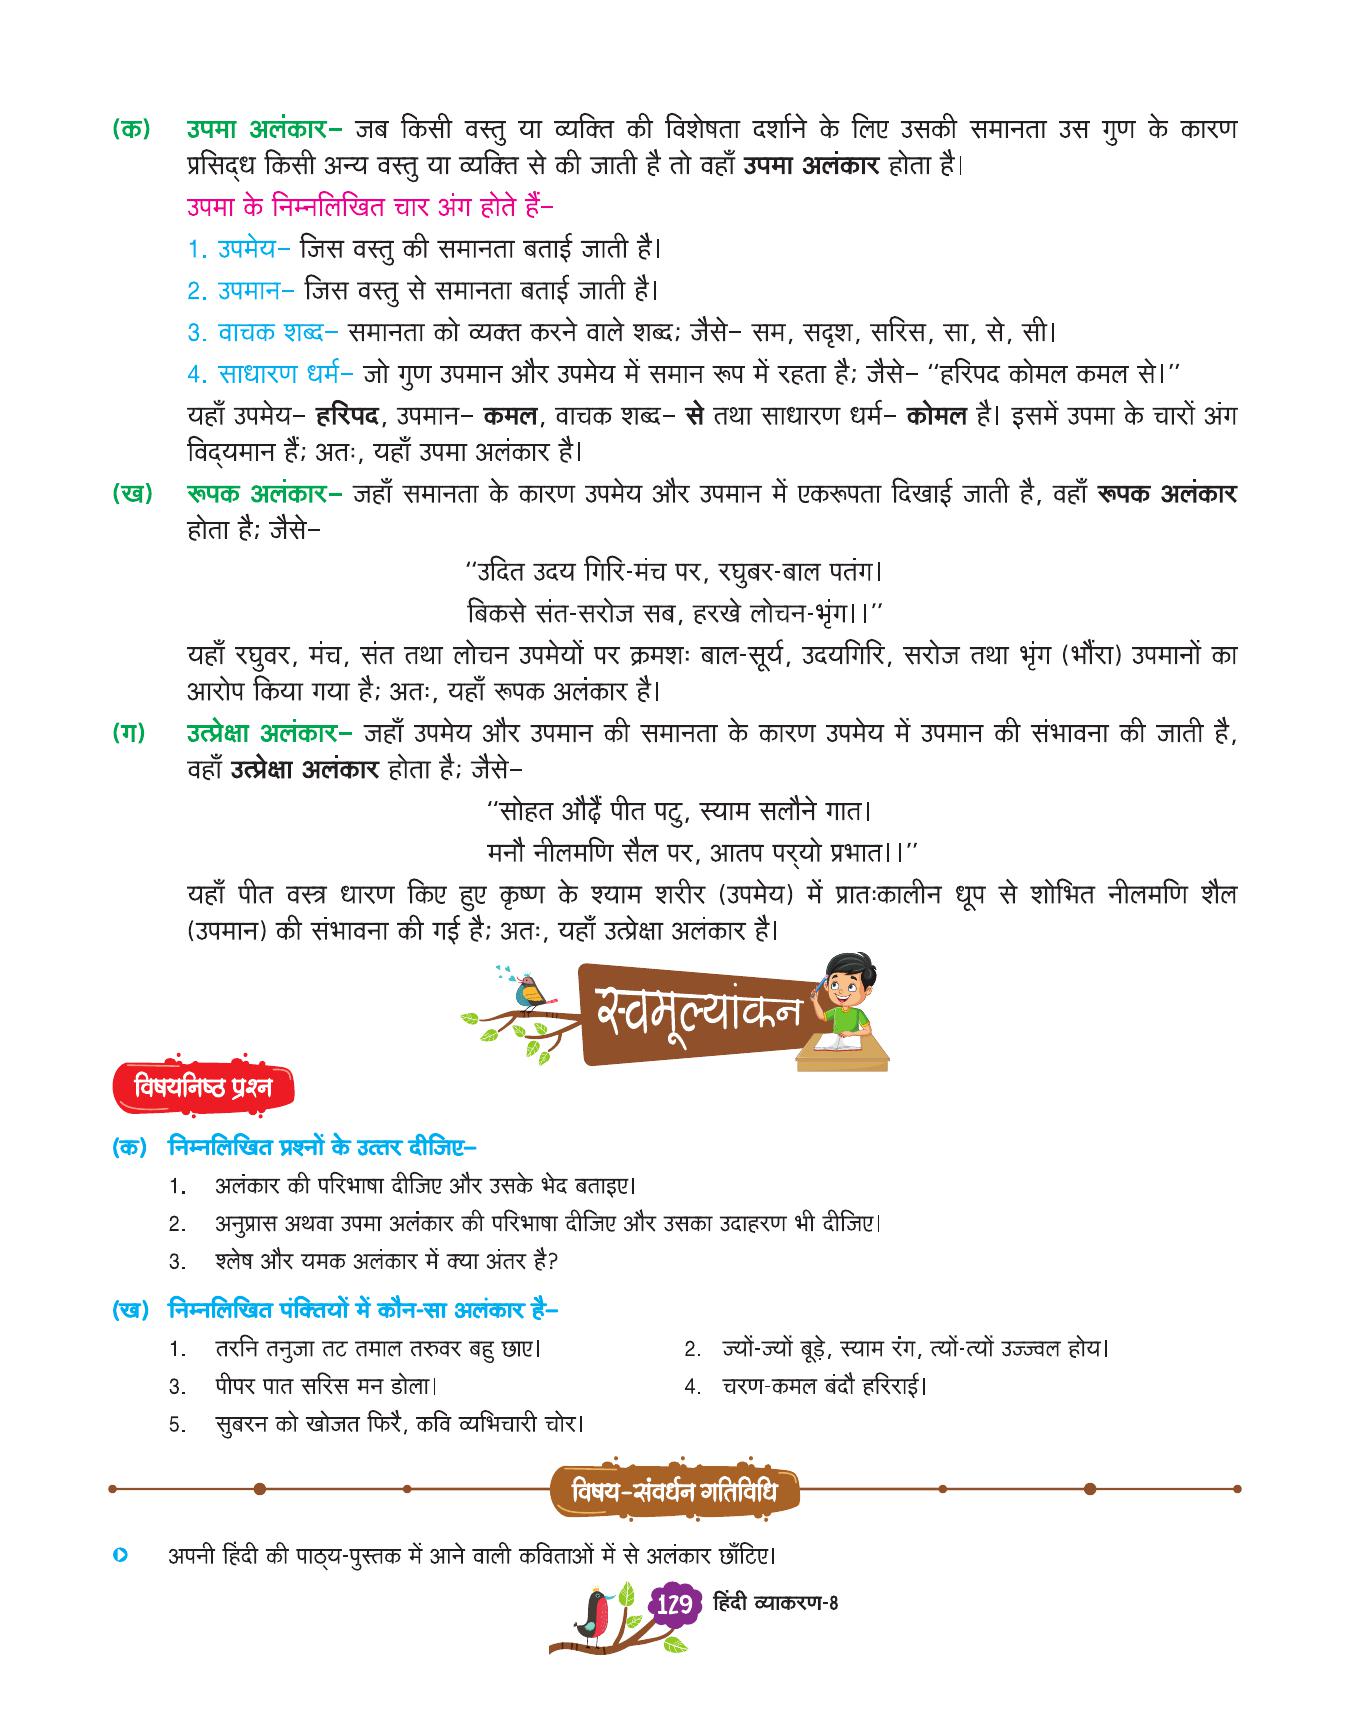 (क) उपमा अलंकार– जब किसी वस्तु या व्यक्ति की विशेषता दर्शाने के लिए उसकी समानता उस गुण के कारण
प्रसिद्‌ध किसी अन्य वस्तु या व्यक्ति से की जाती है तो वहाँ उपमा अलंकार होता है।
उपमा के निम्नलिखित चार अंग होते हैं–
1. उपमेय– जिस वस्तु की समानता बताई जाती है।
2. उपमान– जिस वस्तु से समानता बताई जाती है।
3. वाचक शब्द– समानता को व्यक्त करने वाले शब्द; जैसे– सम, सदृश, सरिस, सा, से, सी।
4. साधारण धर्म– जो गुण उपमान और उपमेय में समान रूप में रहता है; जैसे– “हरिपद कोमल कमल से।”
यहाँ उपमेय– हरिपद, उपमान– कमल, वाचक शब्द– से तथा साधारण धर्म– कोमल है। इसमें उपमा के चारों अंग
विद्‌यमान हैं; अतः, यहाँ उपमा अलंकार है।
(ख) रूपक अलंकार– जहाँ समानता के कारण उपमेय और उपमान में एकरूपता दिखाई जाती है, वहाँ रूपक अलंकार
होता है; जैसे–
“उदित उदय गिरि-मंच पर, रघुबर-बाल पतंग।
बिकसे संत-सरोज सब, हरखे लोचन-भृंग।।”
यहाँ रघुवर, मंच, संत तथा लोचन उपमेयों पर क्रमशः बाल-सूर्य, उदयगिरि, सरोज तथा भृंग (भौंरा) उपमानों का
आरोप किया गया है; अतः, यहाँ रूपक अलंकार है।
(ग) उत्प्रेक्षा अलंकार– जहाँ उपमेय और उपमान की समानता के कारण उपमेय में उपमान की संभावना की जाती है,
वहाँ उत्प्रेक्षा अलंकार होता है; जैसे–
“सोहत औढ़ैं पीत पटु, स्याम सलौने गात।
मनौ नीलमणि सैल पर, आतप पर्‌यो प्रभात।।”
यहाँ पीत वस्त्र धारण किए हुए कृष्ण के श्याम शरीर (उपमेय) में प्रातःकालीन धूप से शोभित नीलमणि शैल
(उपमान) की संभावना की गई है; अतः, यहाँ उत्प्रेक्षा अलंकार है।
स्वमूल्यांकन
विषयनिष्ठ प्रश्न
(क) निम्नलिखित प्रश्नों के उत्तर दीजिए–
1. अलंकार की परिभाषा दीजिए और उसके भेद बताइए।
2. अनुप्रास अथवा उपमा अलंकार की परिभाषा दीजिए और उसका उदाहरण भी दीजिए।
3. श्लेष और यमक अलंकार में क्या अंतर है?
(ख) निम्नलिखित पंक्तियों में कौन-सा अलंकार है–
1. तरनि तनुजा तट तमाल तरुवर बहु छाए। 2. ज्यों-ज्यों बूड़े, स्याम रंग, त्यों-त्यों उज्ज्वल होय।
3. पीपर पात सरिस मन डोला। 4. चरण-कमल बंदौ हरिराई।
5. सुबरन को खोजत फिरै, कवि व्यभिचारी चोर।
विषय–संवर्धन गतिविधि
अपनी हिंदी की पाठ्य-पुस्तक में आने वाली कविताओं में से अलंकार छाँटिए।
129 हिंदी व्याकरण-8